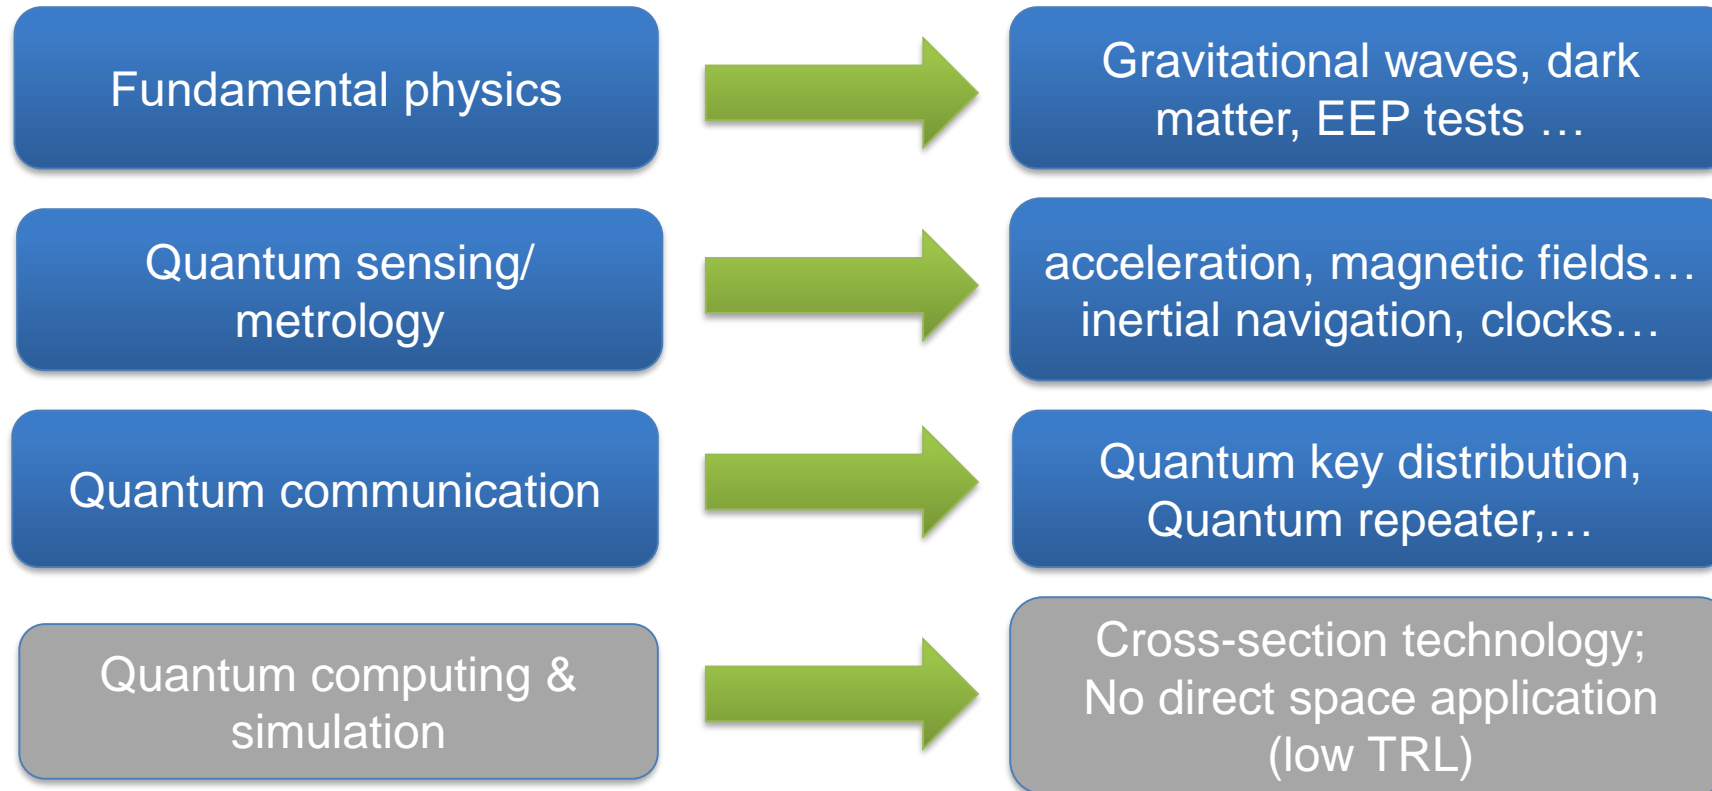 Fundamental physics
Gravitational waves, dark
matter, EEP tests …
Quantum sensing/
metrology
acceleration, magnetic fields…
inertial navigation, clocks…
Quantum communication
Quantum key distribution,
Quantum repeater,…
Quantum computing &
simulation
Cross-section technology;
No direct space application
(low TRL)